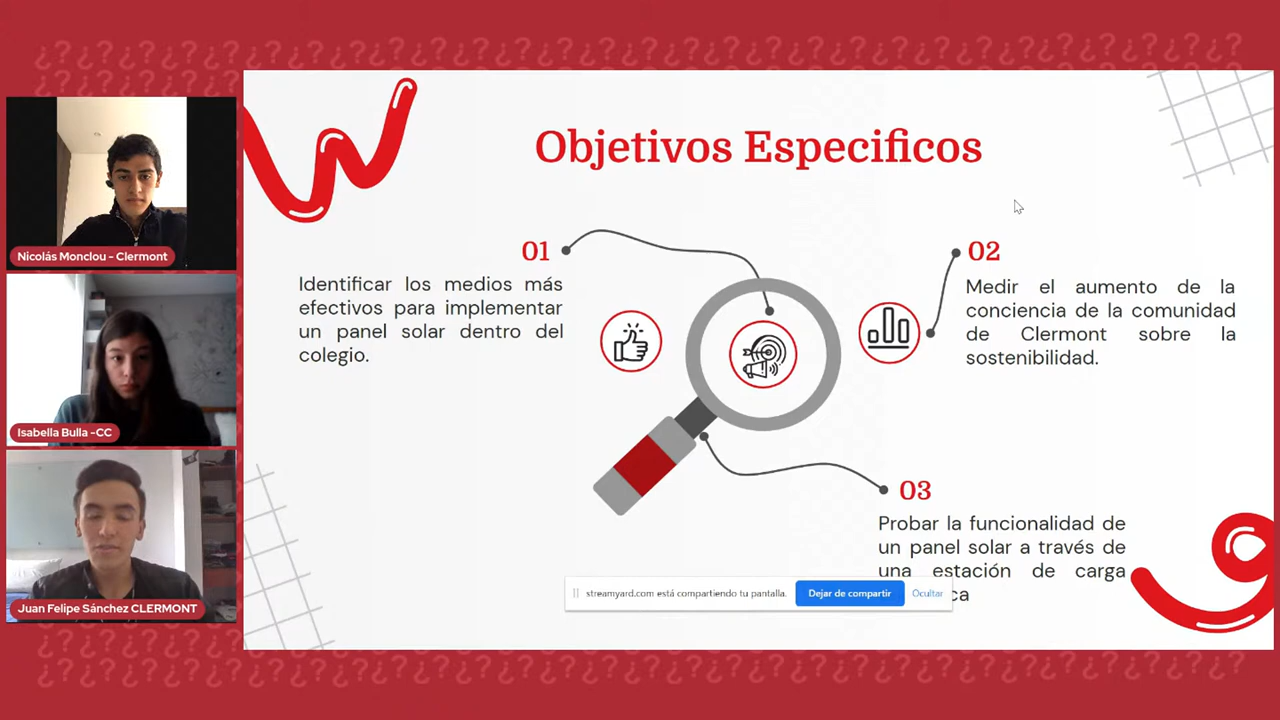 Objetivos Especificos
01
Identificar los medios más
efectivos para implementar
un panel solar dentro del
colegio.
02
Medir el aumento de la
conciencia de la comunidad
de Clermont sobre la
sostenibilidad.
03
Probar la funcionalidad de
un panel solar a través de
una estación de carga
ca
streamyard.com está compartiendo tu pantalla.
Dejar de compartir
Ocultar
Nicolás Monclou - Clermont
Isabella Bulla -CC
Juan Felipe Sánchez CLERMONT